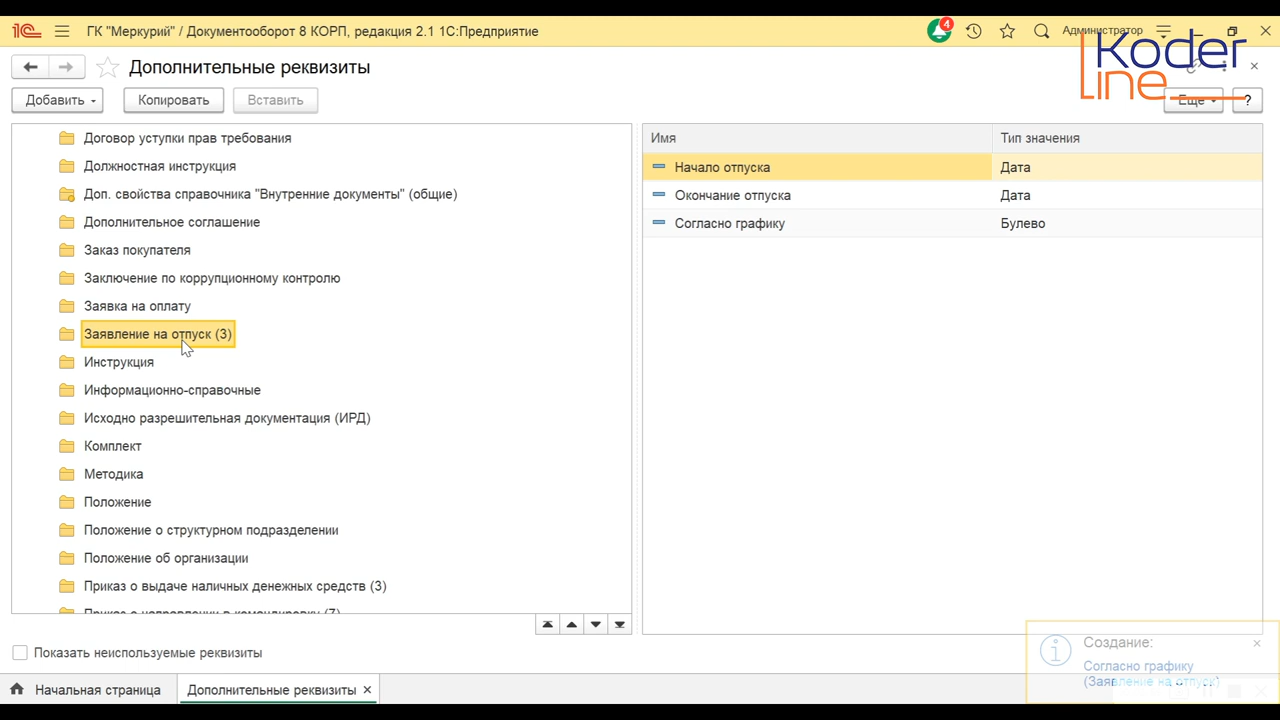 ГК "Меркурий" / Документооборот 8 КОРП, редакция 2.1 1С:Предприятие
4
Администратор
Koder
line
Дополнительные реквизиты
Добавить
Копировать
Вставить
Еще
?
Договор уступки прав требования
Должностная инструкция
Доп. свойства справочника "Внутренние документы" (общие)
Дополнительное соглашение
Заказ покупателя
Заключение по коррупционному контролю
Заявка на оплату
Заявление на отпуск (3)
Инструкция
Информационно-справочные
Исходно разрешительная документация (ИРД)
Комплект
Методика
Положение
Положение о структурном подразделении
Положение об организации
Приказ о выдаче наличных денежных средств (3)
Приказ о направлении в командировку (7)
Имя
Тип значения
Начало отпуска
Дата
Окончание отпуска
Дата
Согласно графику
Булево
Показать неиспользуемые реквизиты
Создание:
Согласно графику
(Заявление на отпуск)
Начальная страница
Дополнительные реквизиты